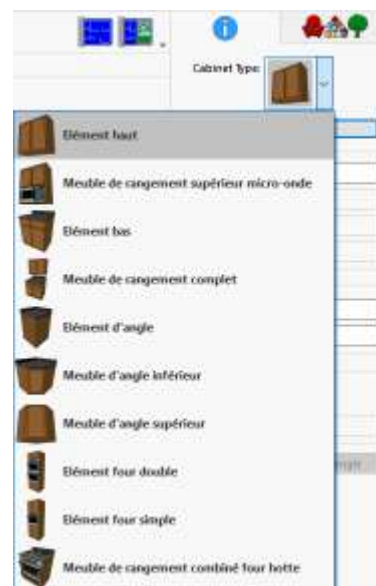 Cabinet Type:
Elément haut
Meuble de rangement supérieur micro-onde
Elément bas
Meuble de rangement complet
Elément d'angle
Meuble d'angle inférieur
Meuble d'angle supérieur
Elément four double
Elément four simple
Meuble de rangement combiné four hotte